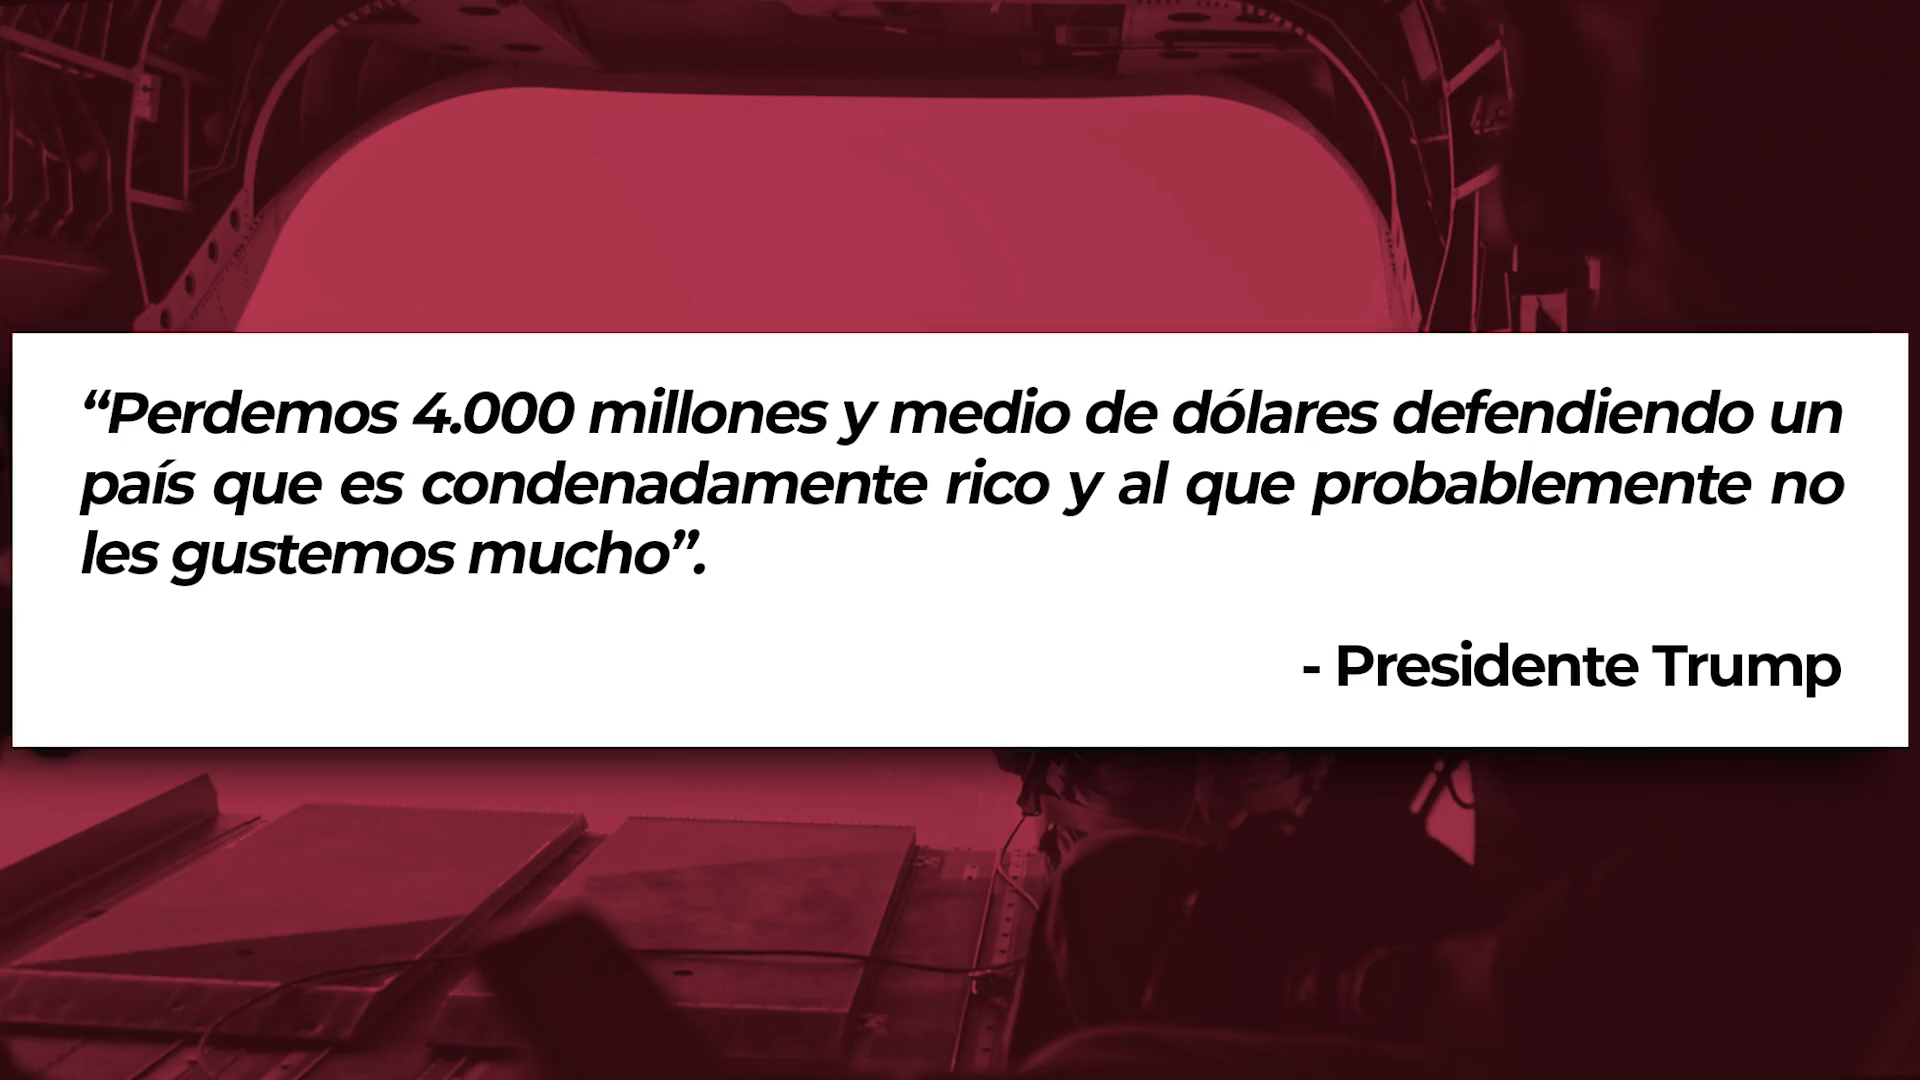 “Perdemos 4.000 millones y medio de dólares defendiendo un
país que es condenadamente rico y al que probablemente no
les gustemos mucho”.
- Presidente Trump